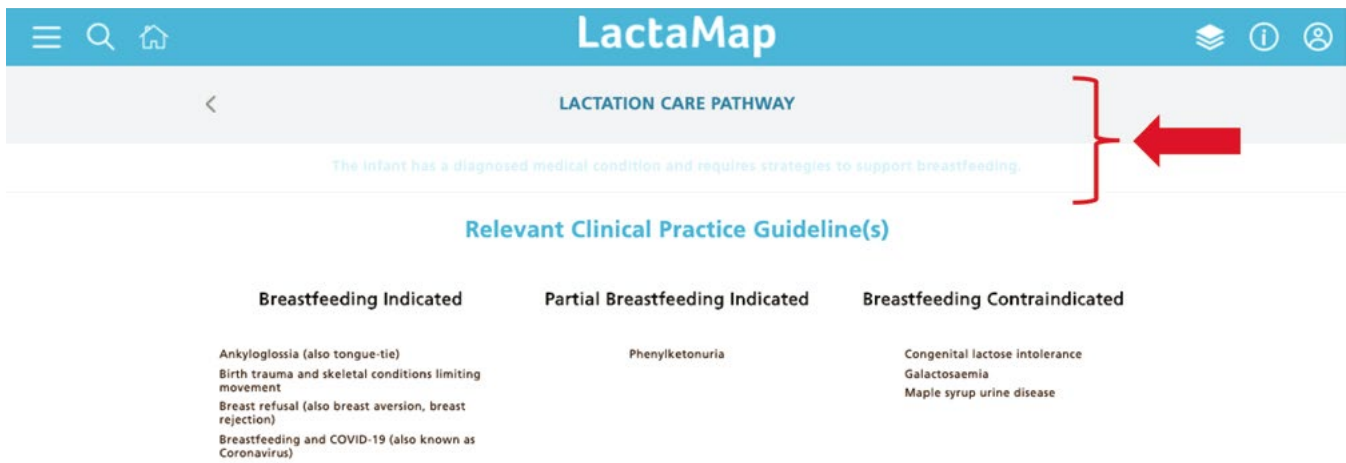 LactaMap
LACTATION CARE PATHWAY
The infant has a diagnosed medical condition and requires strategies to support breastfeeding.
Relevant Clinical Practice Guideline(s)
Breastfeeding Indicated
Ankyloglossia (also tongue-tie)
Birth trauma and skeletal conditions limiting
movement
Breast refusal (also breast aversion, breast
rejection)
Breastfeeding and COVID-19 (also known as
Coronavirus)
Partial Breastfeeding Indicated
Phenylketonuria
Breastfeeding Contraindicated
Congenital lactose intolerance
Galactosaemia
Maple syrup urine disease